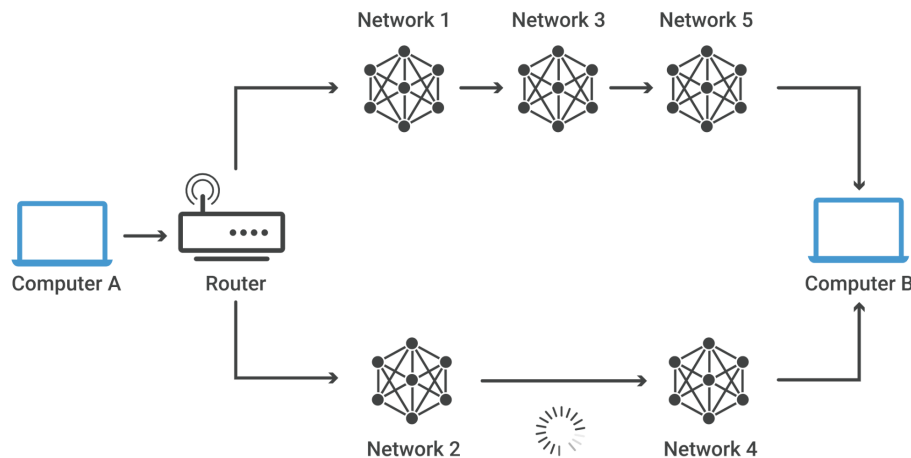 Network 1
Network 3
Network 5
Computer A
Router
Computer B
Network 2
Network 4